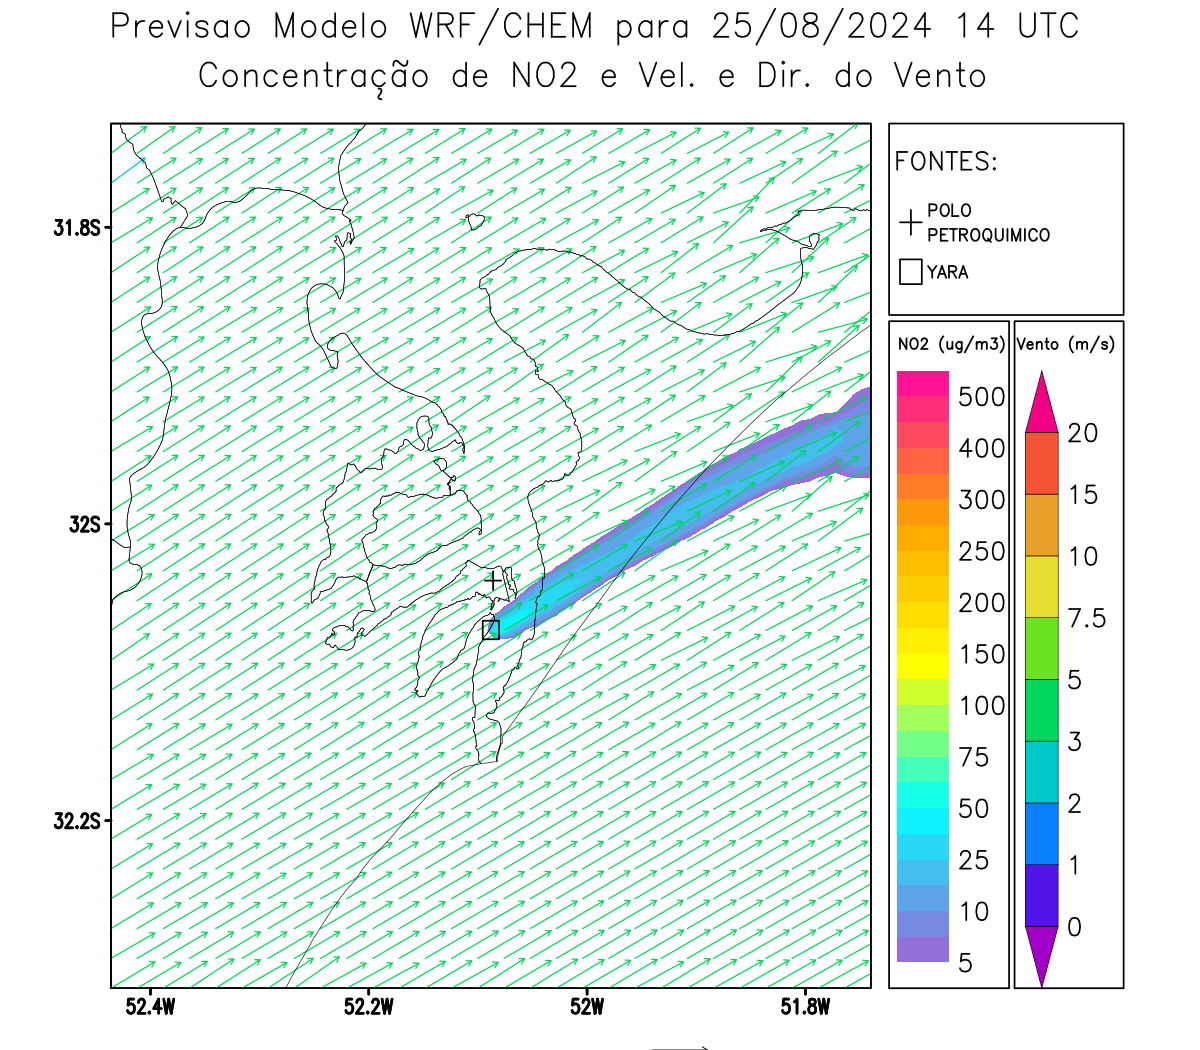 Previsao Modelo WRF/CHEM para 25/08/2024 14 UTC
Concentração de NO2 e Vel. e Dir. do Vento
FONTES:
POLO
PETROQUIMICO
YARA
NO2 (ug/m3)
500
400
300
250
200
150
100
75
50
25
10
5
Vento (m/s)
20
15
10
7.5
5
3
2
1
0
31.8S
32S
32.2S
52.4W
52.2W
52W
51.8W